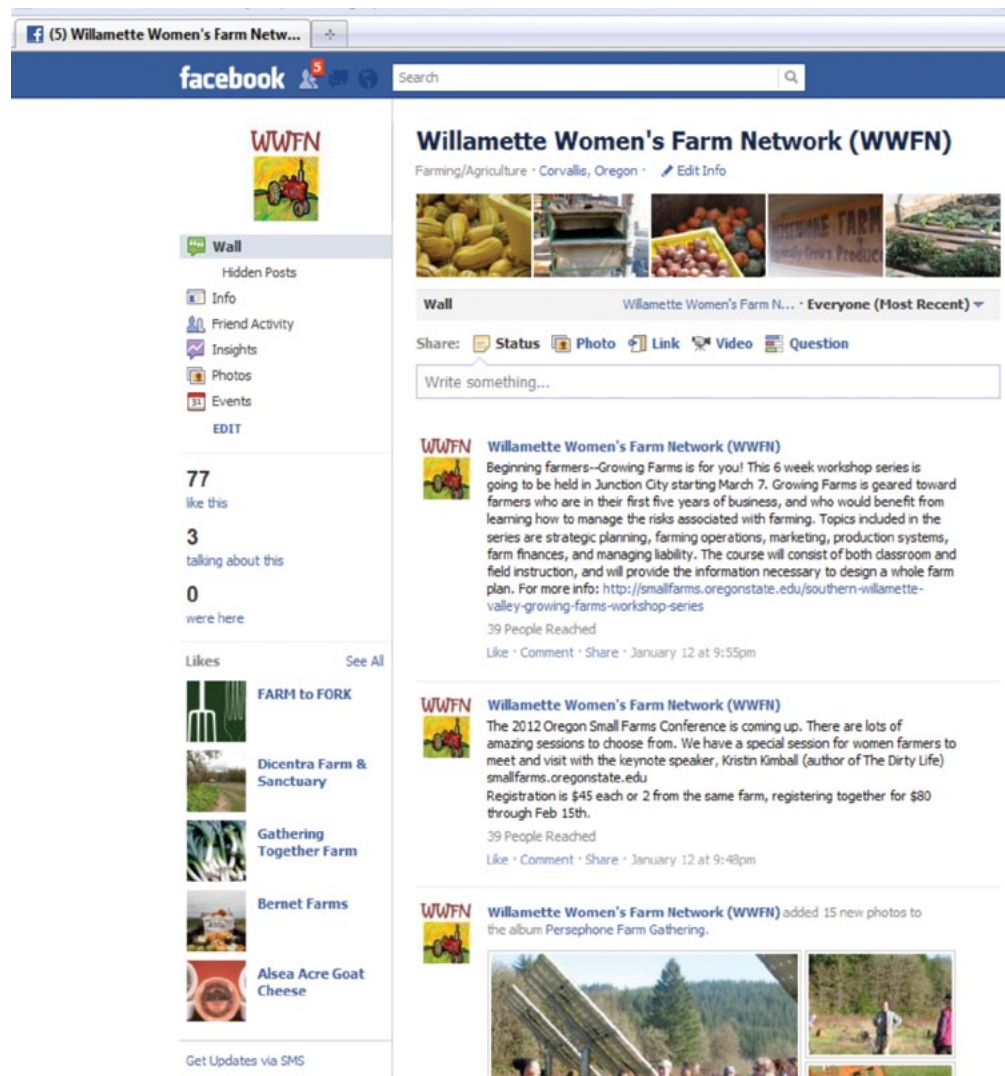 (5) Willamette Women's Farm Netw...
facebook
5
Search
WWFN
Wall
Hidden Posts
Info
Friend Activity
Insights
Photos
31
Events
EDIT
77
like this
3
talking about this
0
were here
Likes
See All
FARM to FORK
Dicentra Farm &
Sanctuary
Gathering
Together Farm
Bernet Farms
Alsea Acre Goat
Cheese
Get Updates via SMS
Willamette Women's Farm Network (WWFN)
Farming/Agriculture · Corvallis, Oregon · Edit Info
FARM
Produce
Wall
Willamette Women's Farm N... · Everyone (Most Recent)
Share: Status Photo Link Video Question
Write something...
WWFN
Willamette Women's Farm Network (WWFN)
Beginning farmers--Growing Farms is for you! This 6 week workshop series is
going to be held in Junction City starting March 7. Growing Farms is geared toward
farmers who are in their first five years of business, and who would benefit from
learning how to manage the risks associated with farming. Topics included in the
series are strategic planning, farming operations, marketing, production systems,
farm finances, and managing liability. The course will consist of both classroom and
field instruction, and will provide the information necessary to design a whole farm
plan. For more info: http://smallfarms.oregonstate.edu/southern-willamette-
valley-growing-farms-workshop-series
39 People Reached
Like · Comment · Share · January 12 at 9:55pm
WWFN
Willamette Women's Farm Network (WWFN)
The 2012 Oregon Small Farms Conference is coming up. There are lots of
amazing sessions to choose from. We have a special session for women farmers to
meet and visit with the keynote speaker, Kristin Kimball (author of The Dirty Life)
smallfarms.oregonstate.edu
Registration is $45 each or 2 from the same farm, registering together for $80
through Feb 15th.
39 People Reached
Like · Comment · Share · January 12 at 9:48pm
WWFN
Willamette Women's Farm Network (WWFN) added 15 new photos to
the album Persephone Farm Gathering.